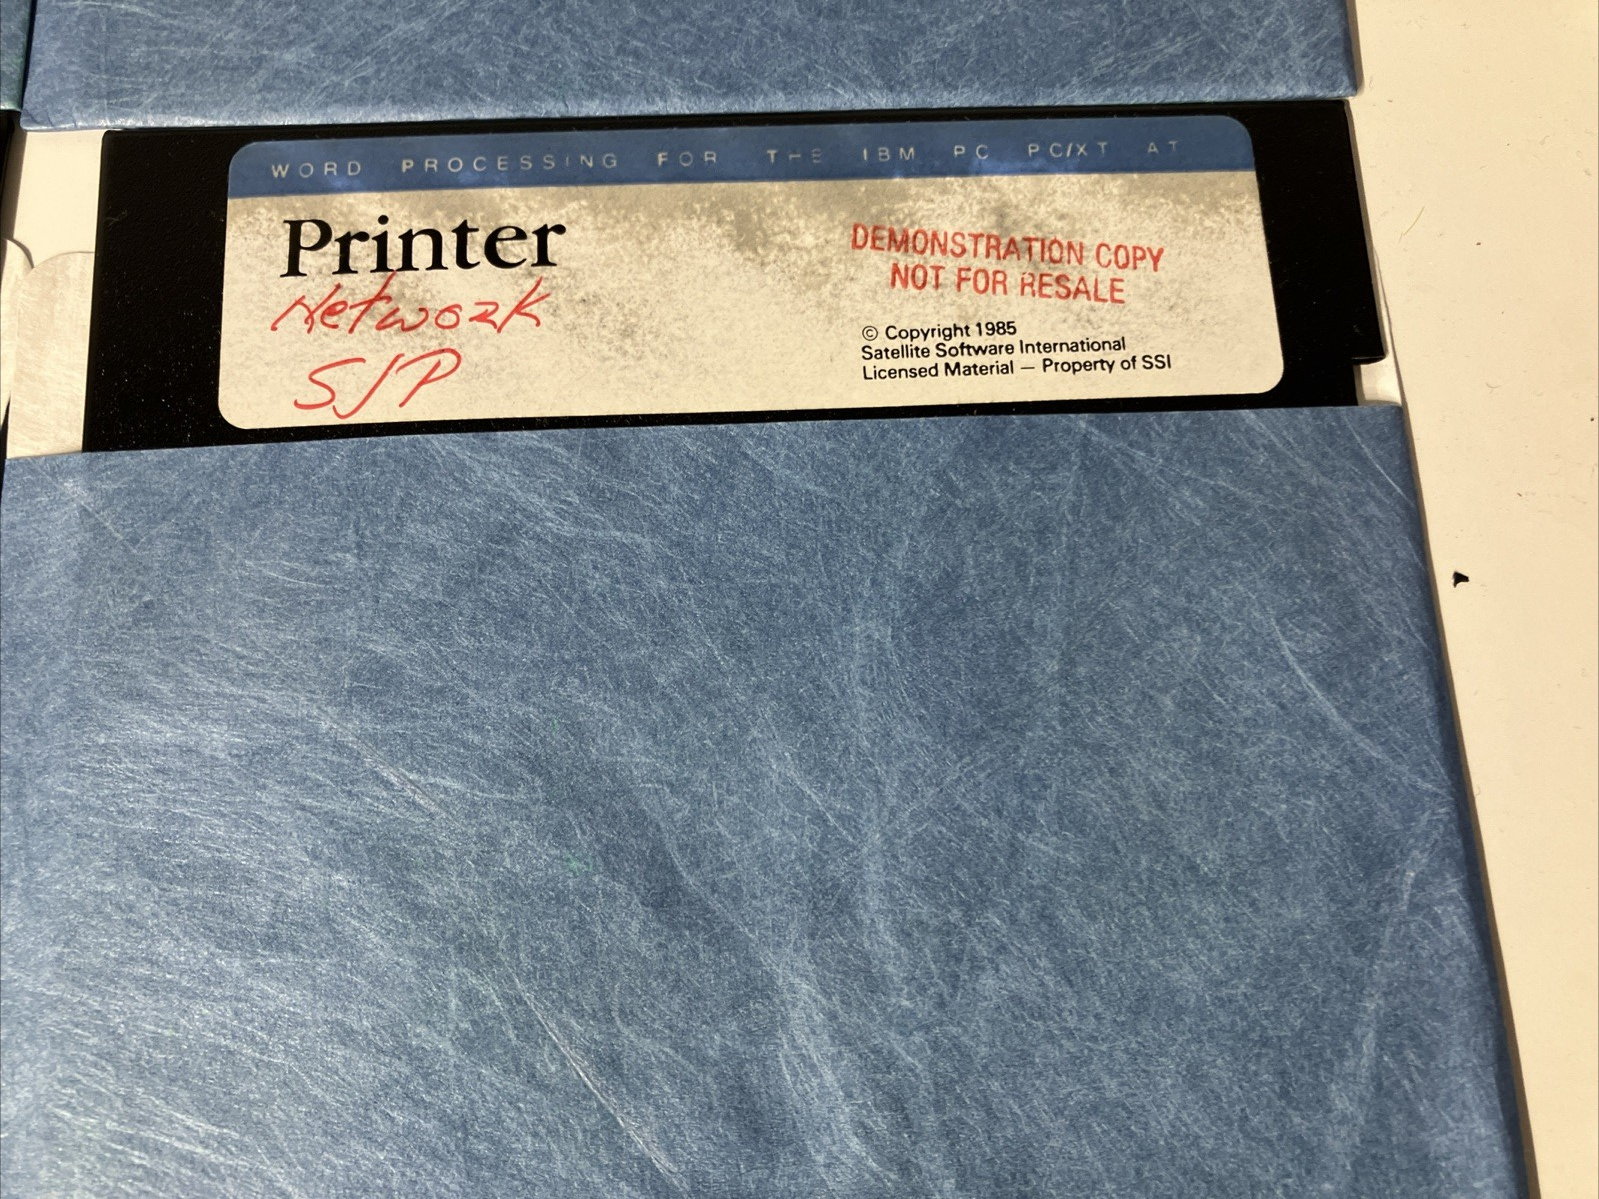 WORD PROCESSING FOR THE IBM PC PC/XT AT
Printer
Network
S/P
DEMONSTRATION COPY
NOT FOR RESALE
© Copyright 1985
Satellite Software International
Licensed Material — Property of SSI